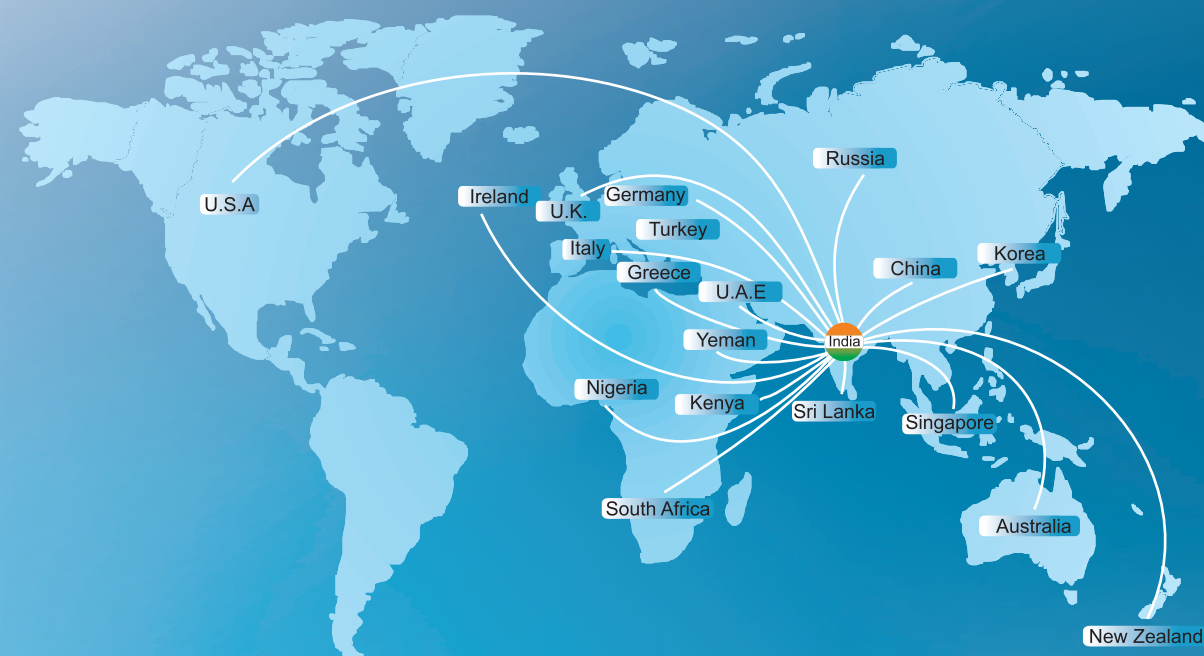 Russia
U.S.A
Ireland
U.K.
Germany
Turkey
Italy
Greece
U.A.E
China
Korea
Yeman
India
Nigeria
Kenya
Sri Lanka
Singapore
South Africa
Australia
New Zealand